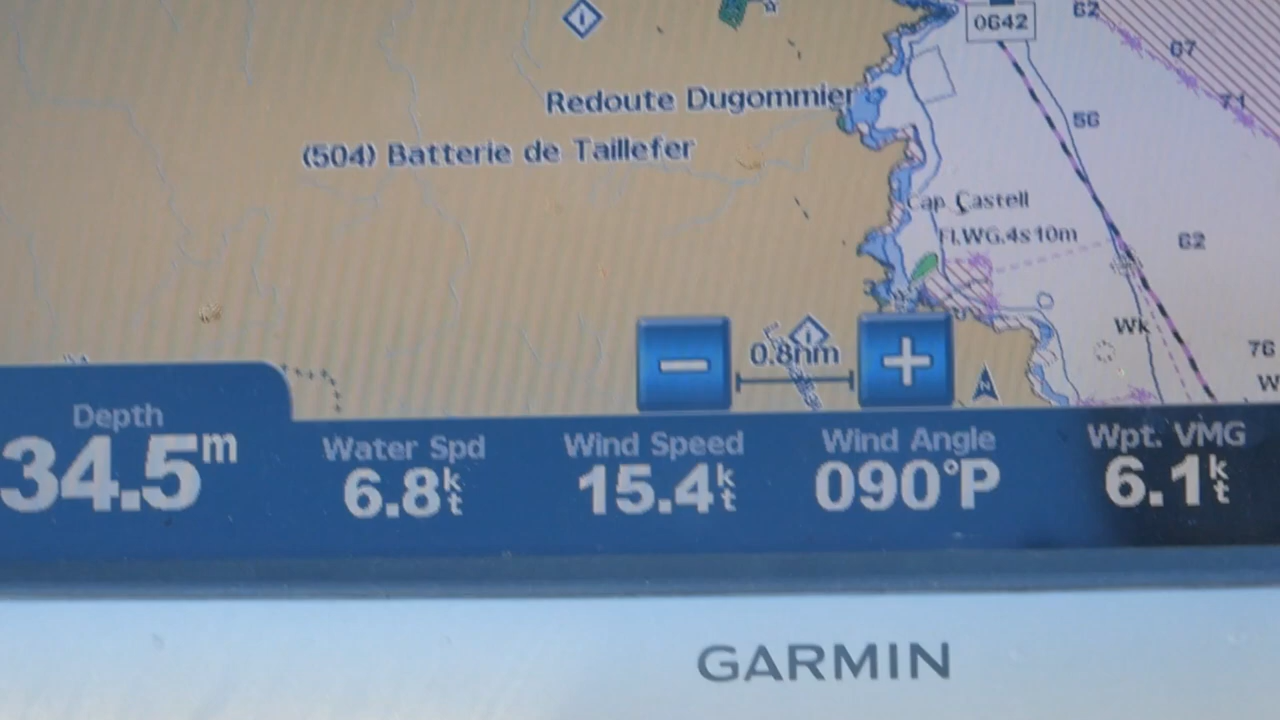 62
0642
67
Redoute Dugommier
71
56
(504) Batterie de Taillefer
Cap Castell
Fl.WG.4s10m
62
Wk
0.8nm
76
W
N
Depth
34.5m
Water Spd
6.8kt
Wind Speed
15.4kt
Wind Angle
090°P
Wpt. VMG
6.1kt
GARMIN